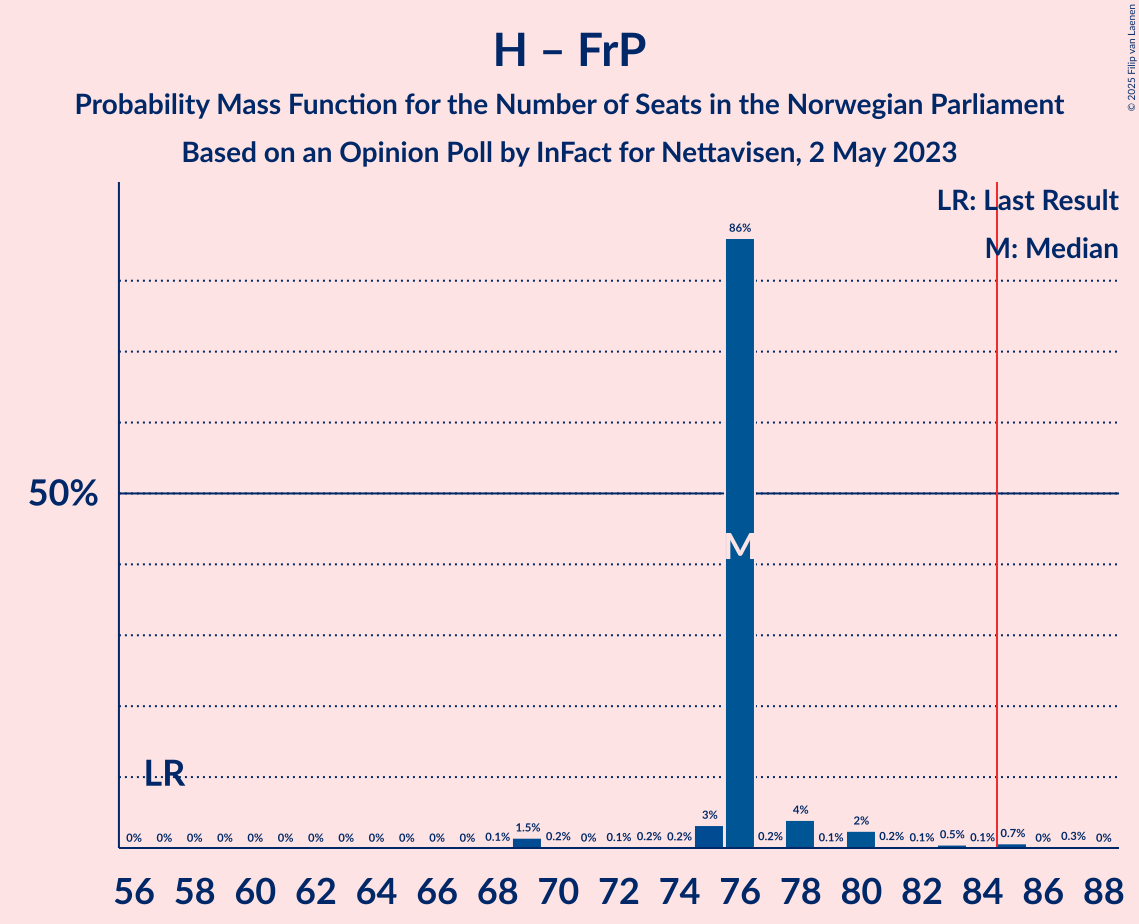 H – FrP
Probability Mass Function for the Number of Seats in the Norwegian Parliament
Based on an Opinion Poll by InFact for Nettavisen, 2 May 2023
© 2025 Filip van Laenen
LR: Last Result
M: Median
86%
50%
M
LR
0% 0% 0% 0% 0% 0% 0% 0% 0% 0% 0% 0% 0.1% 1.5% 0.2% 0% 0.1% 0.2% 0.2% 3% 0.2% 4% 0.1% 2% 0.2% 0.1% 0.5% 0.1% 0.7% 0% 0.3% 0%
56 58 60 62 64 66 68 70 72 74 76 78 80 82 84 86 88